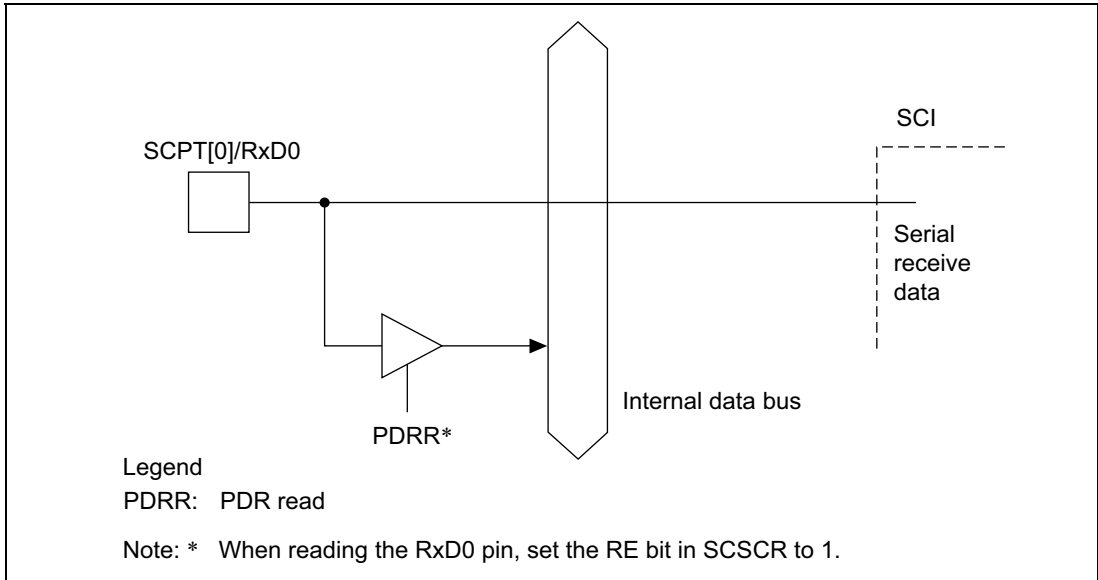 SCI
SCPT[0]/RxD0
Serial
receive
data
Internal data bus
PDRR*
Legend
PDRR: PDR read
Note: * When reading the RxD0 pin, set the RE bit in SCSCR to 1.